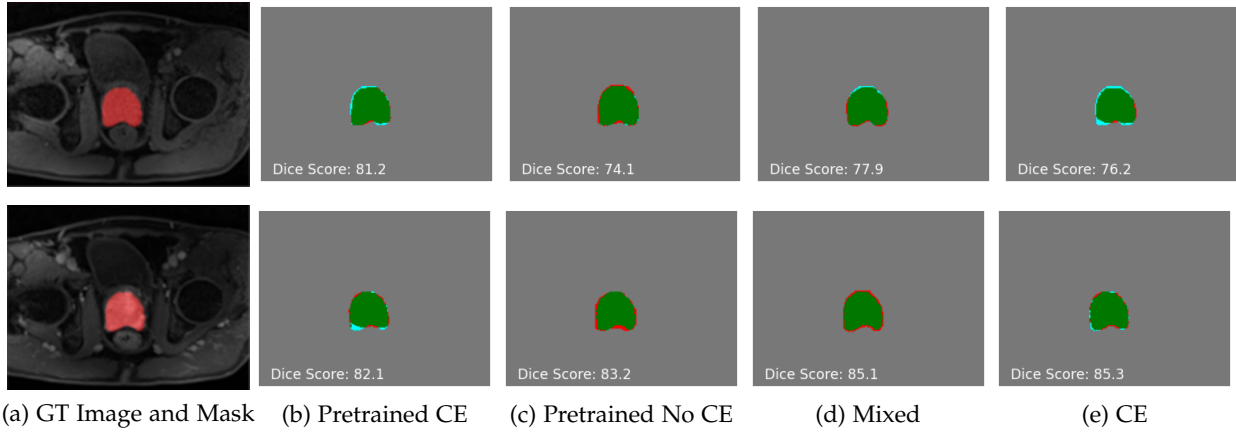 Dice Score: 81.2
Dice Score: 74.1
Dice Score: 77.9
Dice Score: 76.2
Dice Score: 82.1
Dice Score: 83.2
Dice Score: 85.1
Dice Score: 85.3
(a) GT Image and Mask
(b) Pretrained CE
(c) Pretrained No CE
(d) Mixed
(e) CE